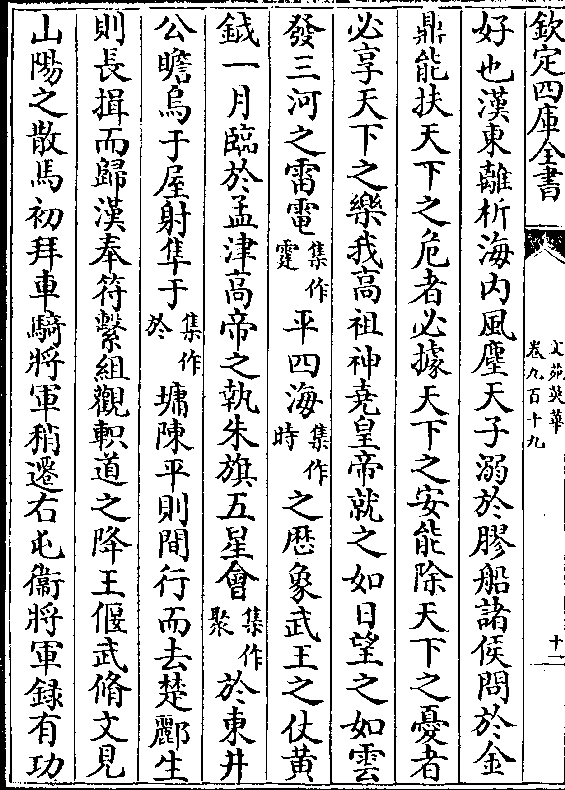 欽定四庫全書
文苑英華
卷九百十九
十二
好也漢東離析海内風塵天子溺於膠船諸侯問於金
鼎能扶天下之危者必據天下之安能除天下之憂者
必享天下之樂我高祖神堯皇帝就之如日望之如雲
發三河之雷電集作霆平四海集作時之厯象武王之仗黄
鉞一月臨於孟津高帝之執朱旗五星會集作聚於東井
公瞻烏于屋射隼于集作於墉陳平則間行而去楚酈生
則長揖而歸漢奉符繫組觀軹道之降王偃武脩文見
山陽之散馬初拜車騎將軍稍遷右屯衞將軍録有功